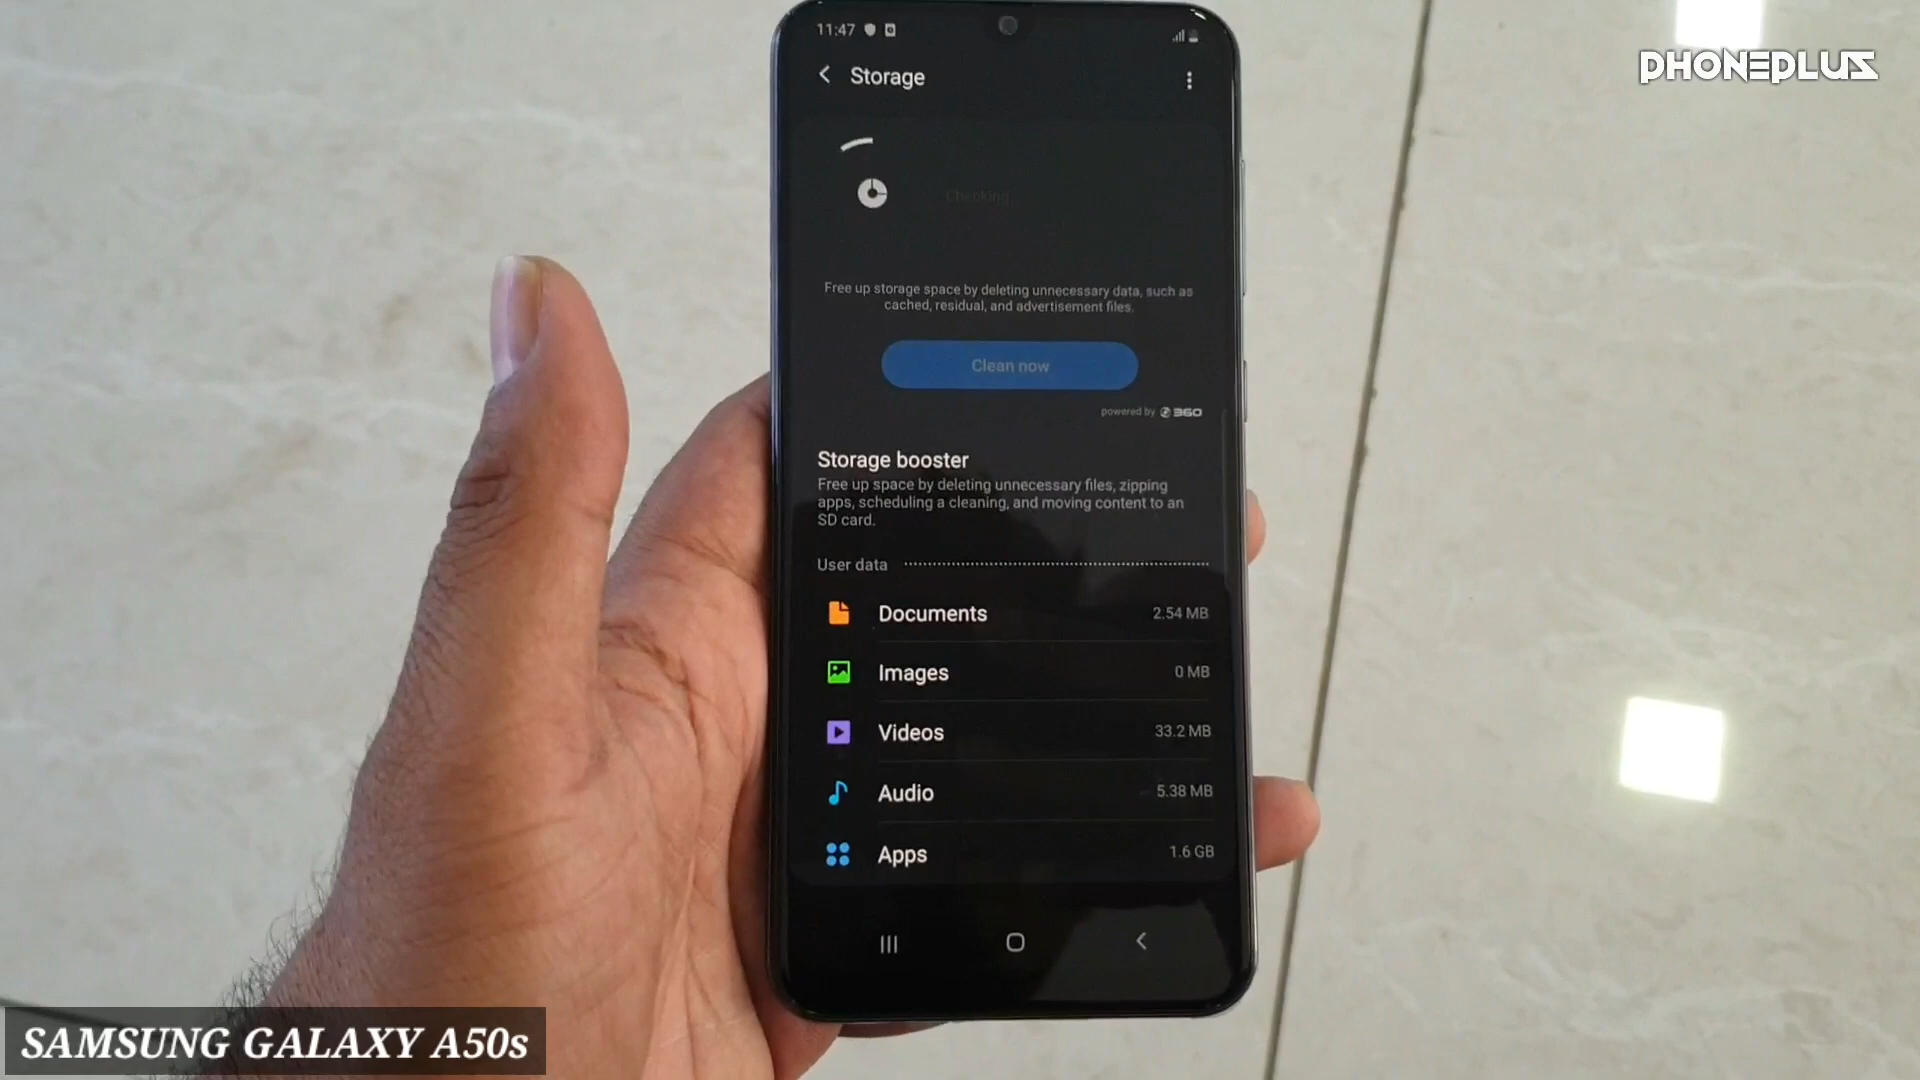 PHONEPLUS
11:47
Storage
Checking
Free up storage space by deleting unnecessary data, such as
cached, residual, and advertisement files.
Clean now
powered by 360
Storage booster
Free up space by deleting unnecessary files, zipping
apps, scheduling a cleaning, and moving content to an
SD card.
User data
Documents 2.54 MB
Images 0 MB
Videos 33.2 MB
Audio 5.38 MB
Apps 1.6 GB
SAMSUNG GALAXY A50s